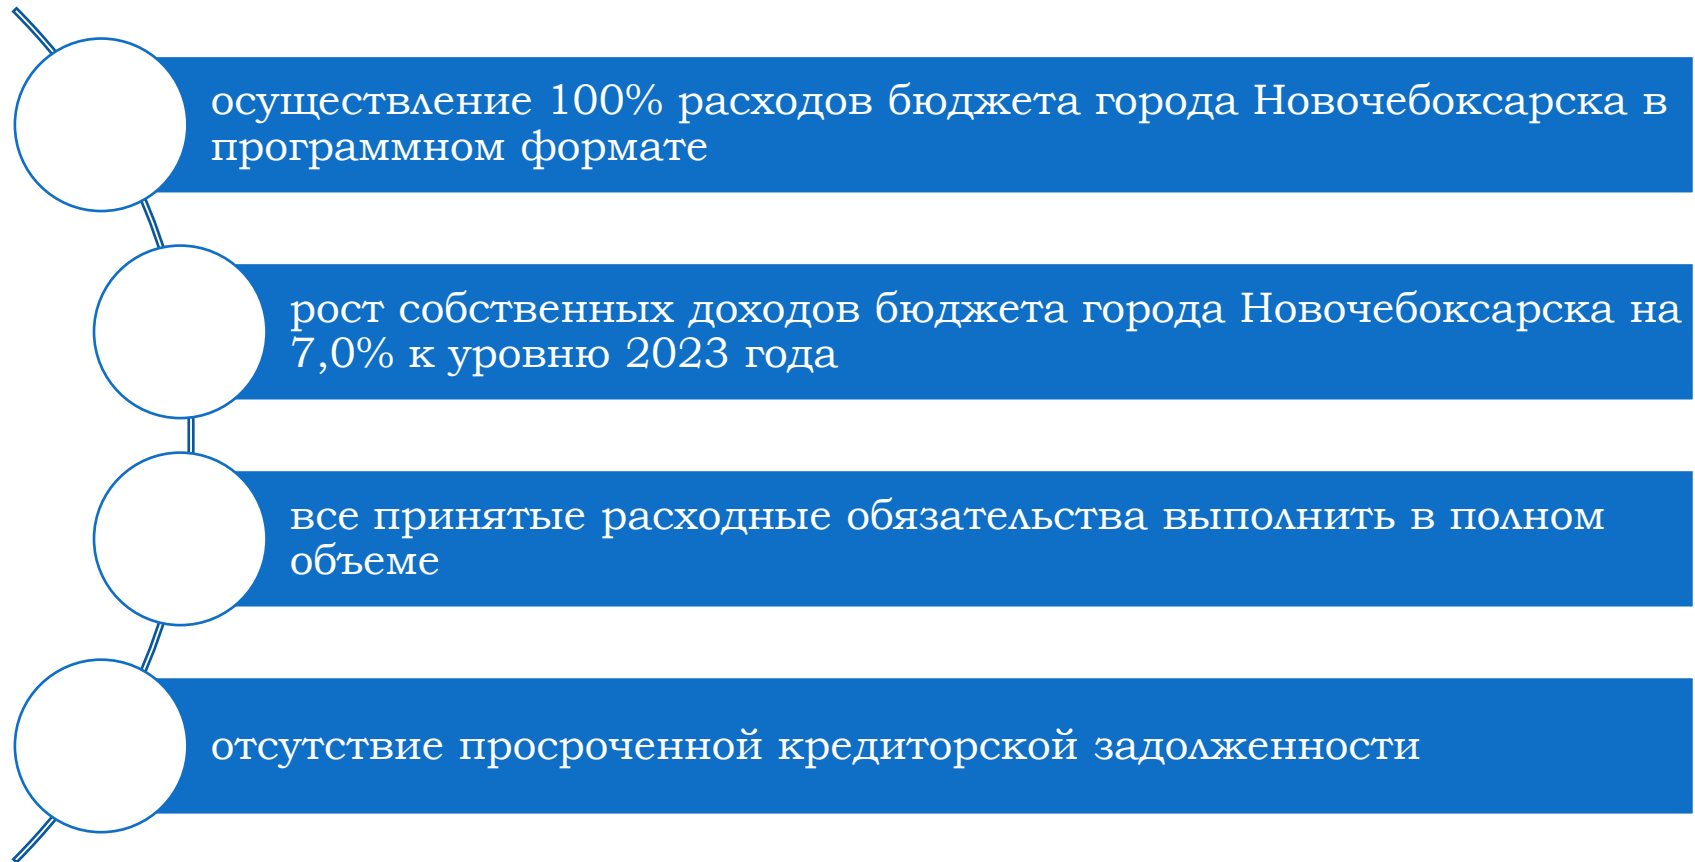 осуществление 100% расходов бюджета города Новочебоксарска в
программном формате
рост собственных доходов бюджета города Новочебоксарска на
7,0% к уровню 2023 года
все принятые расходные обязательства выполнить в полном
объеме
отсутствие просроченной кредиторской задолженности